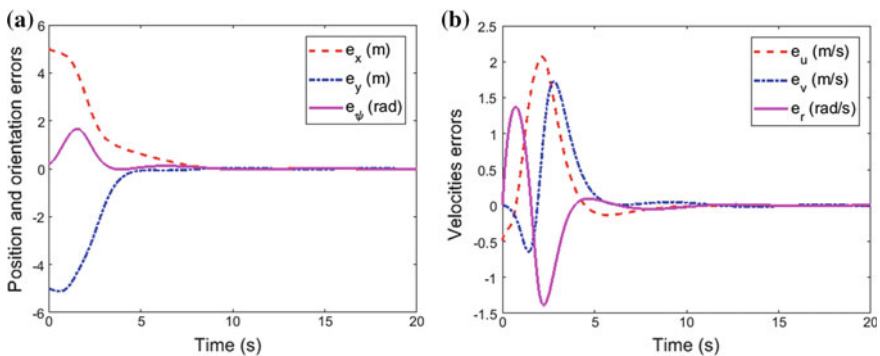 (a)
Position and orientation errors
6
4
2
0
-2
-4
-6
0
5
10
15
20
Time (s)
e_x (m)
e_y (m)
e_ψ (rad)
(b)
Velocities errors
2.5
2
1.5
1
0.5
0
-0.5
-1
-1.5
0
5
10
15
20
Time (s)
e_u (m/s)
e_v (m/s)
e_r (rad/s)